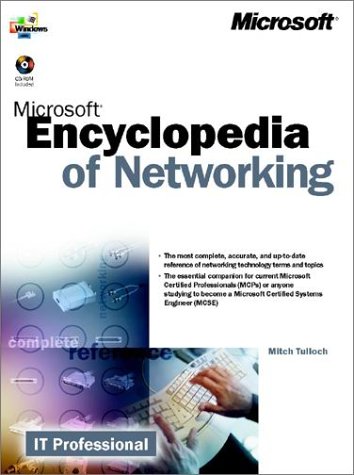 Microsoft®
Windows
CD-ROM
Included
Microsoft®
Encyclopedia
of Networking
• The most complete, accurate, and up-to-date
reference of networking technology terms and topics
• The essential companion for current Microsoft
Certified Professionals (MCPs) or anyone
studying to become a Microsoft Certified Systems
Engineer (MCSE)
networking
complete
reference
Mitch Tulloch
IT Professional